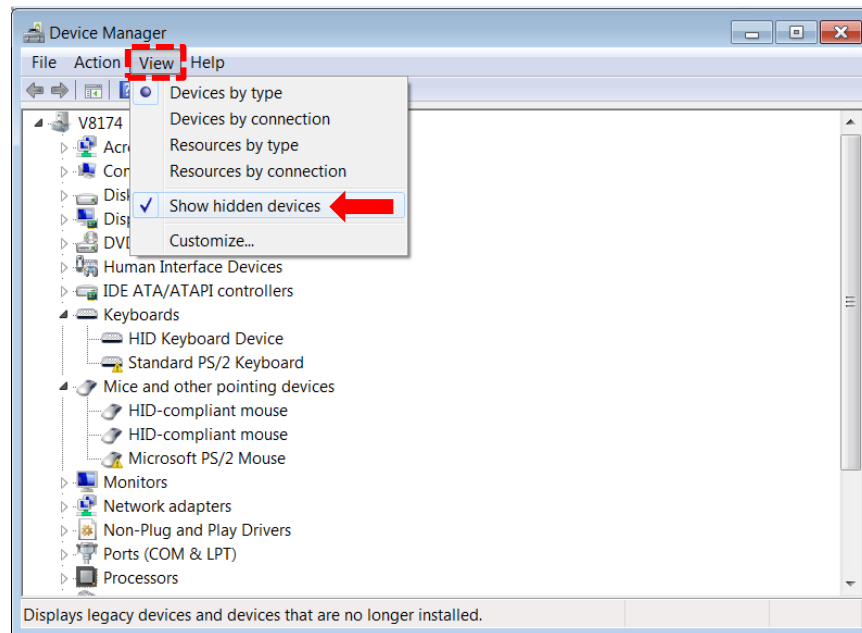 Device Manager
File Action View Help
Devices by type
Devices by connection
Resources by type
Resources by connection
Show hidden devices
Customize...
V8174
Human Interface Devices
IDE ATA/ATAPI controllers
Keyboards
HID Keyboard Device
Standard PS/2 Keyboard
Mice and other pointing devices
HID-compliant mouse
HID-compliant mouse
Microsoft PS/2 Mouse
Monitors
Network adapters
Non-Plug and Play Drivers
Ports (COM & LPT)
Processors
Displays legacy devices and devices that are no longer installed.